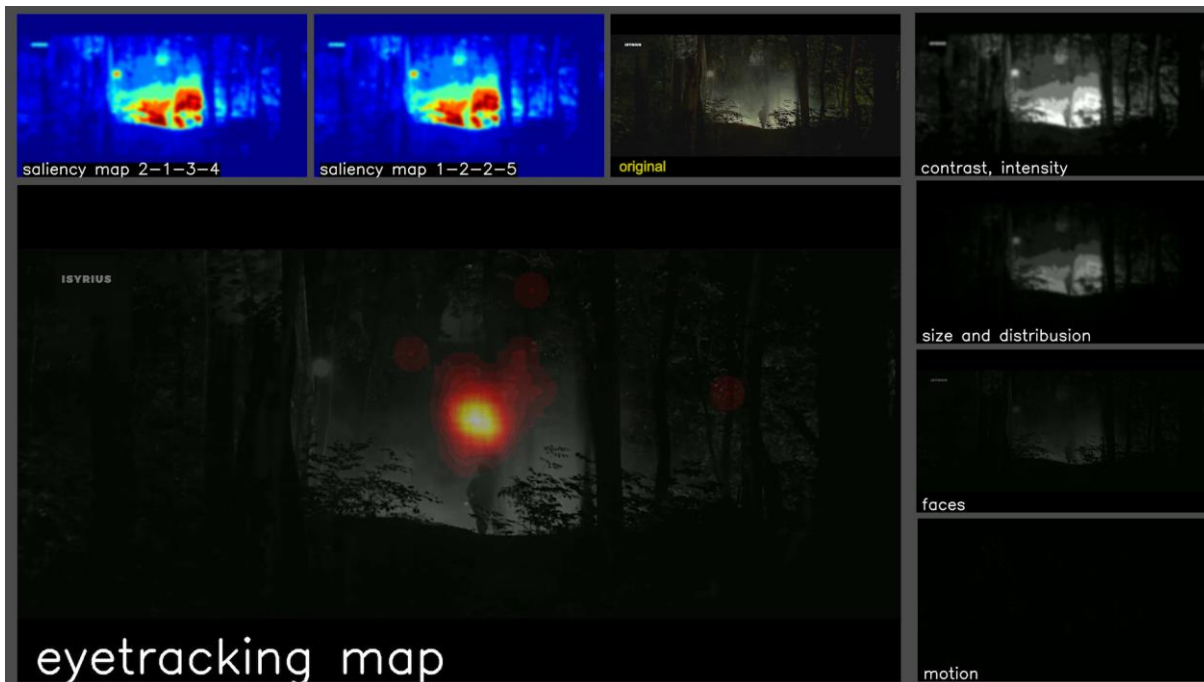 saliency map 2-1-3-4
saliency map 1-2-2-5
ISYRIUS
original
contrast, intensity
size and distribusion
faces
motion
ISYRIUS
eyetracking map